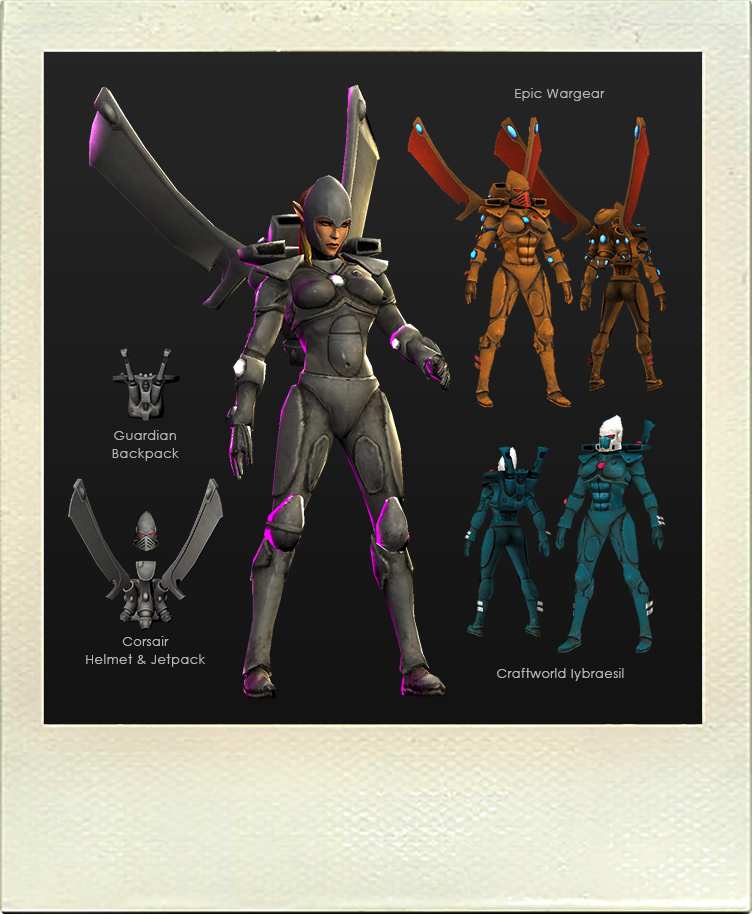 Epic Wargear
Guardian
Backpack
Corsair
Helmet & Jetpack
Craftworld Iybraesil